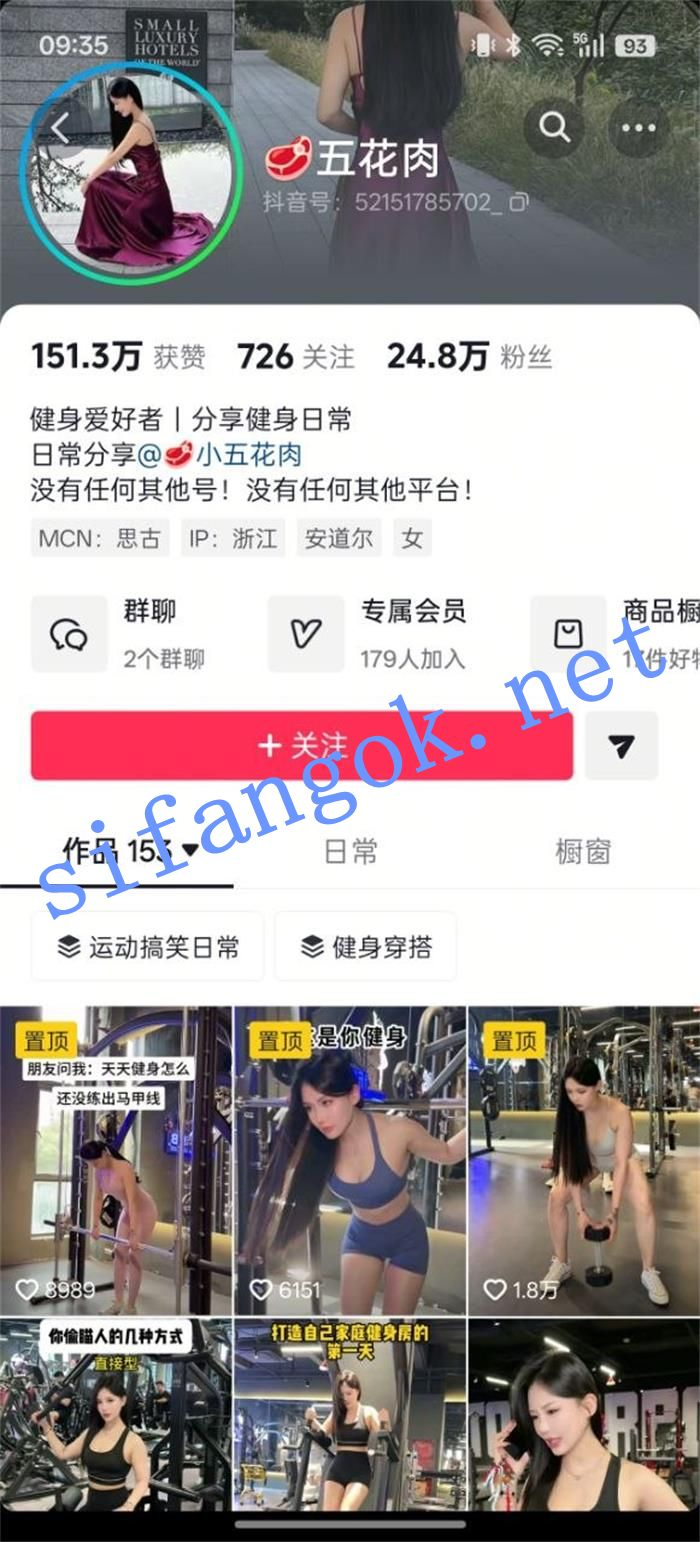 09:35
5G
93
SMALL
LUXURY
HOTELS
OF THE WORLD
五花肉
抖音号：52151785702_
151.3万 获赞 726 关注 24.8万 粉丝
健身爱好者｜分享健身日常
日常分享@🥩小五花肉
没有任何其他号！没有任何其他平台！
MCN：思古 IP：浙江 安道尔 女
群聊
2个群聊
专属会员
179人加入
商品橱
17件好
+ 关注
sifangok.net
作品 153 日常 橱窗
运动搞笑日常 健身穿搭
置顶
朋友问我：天天健身怎么
还没练出马甲线
8989
置顶
是你健身
6151
置顶
1.8万
你偷瞄人的几种方式
直接型
打造自己家庭健身房的
第一天